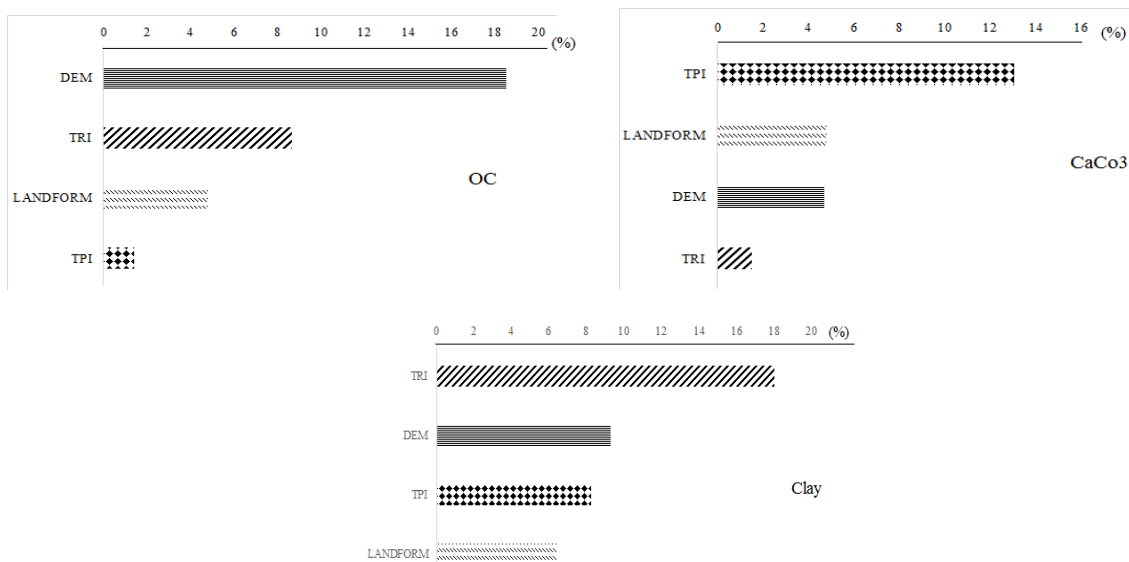 0 2 4 6 8 10 12 14 16 18 20
(%)
DEM
TRI
LANDFORM
TPI
OC
0 2 4 6 8 10 12 14 16
(%)
TPI
LANDFORM
DEM
TRI
CaCo3
0 2 4 6 8 10 12 14 16 18 20 (%)
TRI
DEM
TPI
LANDFORM
Clay